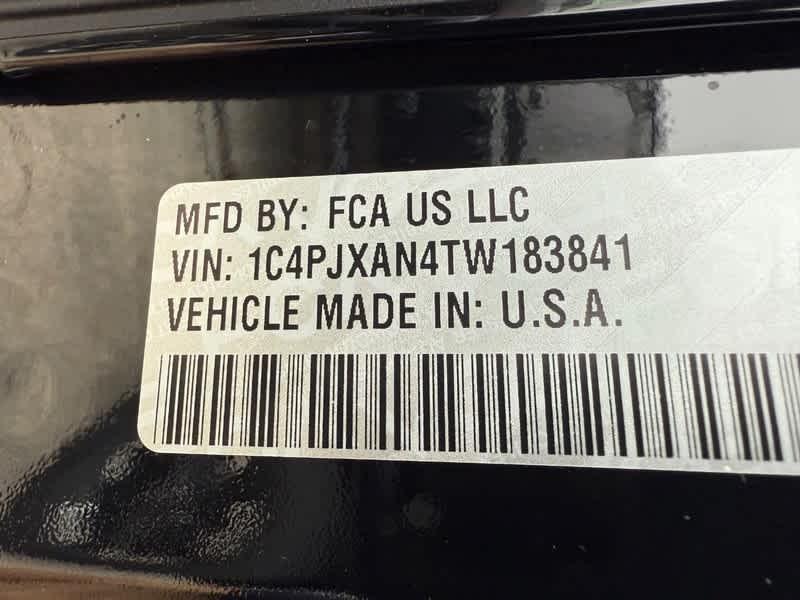 MFD BY: FCA US LLC
VIN: 1C4PJXAN4TW183841
VEHICLE MADE IN: U.S.A.